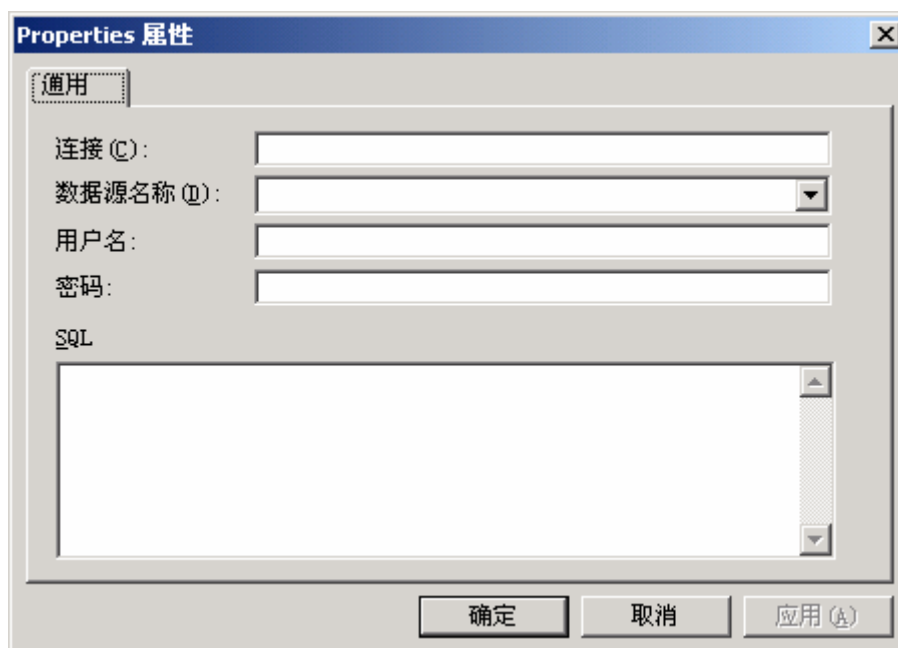 Properties 属性
通用
连接(C):
数据源名称(D):
用户名:
密码:
SQL
确定 取消 应用(A)